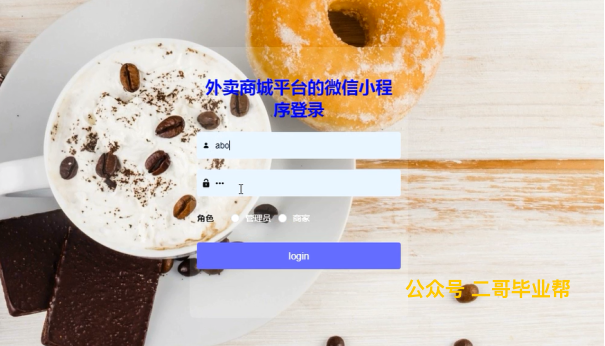 外卖商城平台的微信小程
序登录
abo
•••
角色 管理员 商家
login
公众号 二哥毕业帮